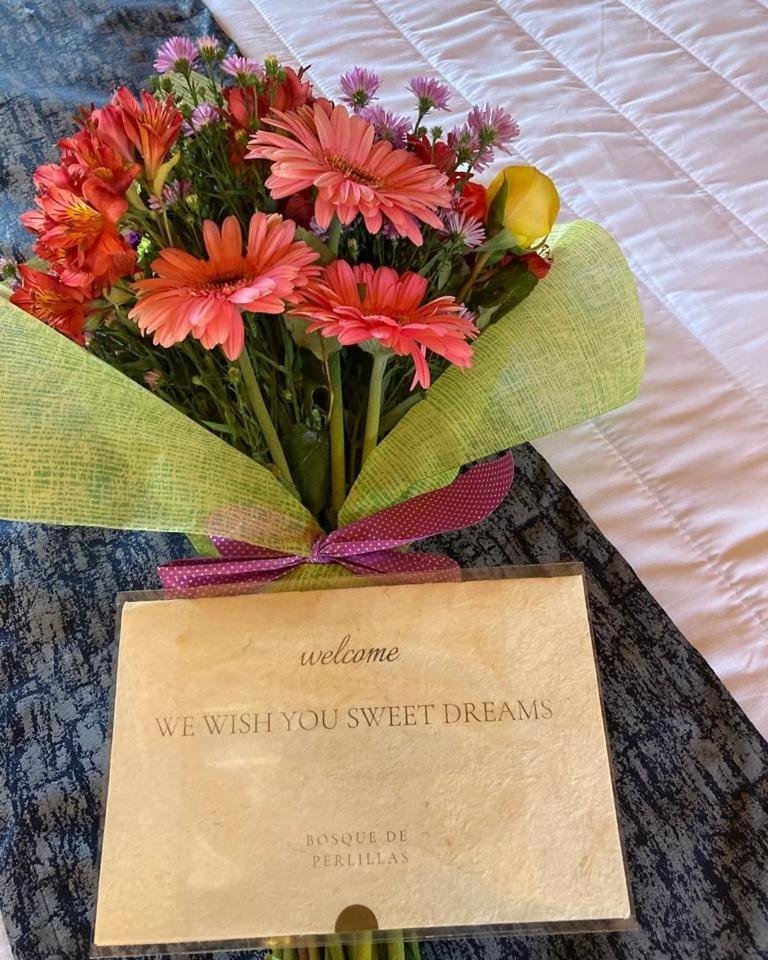 welcome
WE WISH YOU SWEET DREAMS
BOSQUE DE
PERLILLAS